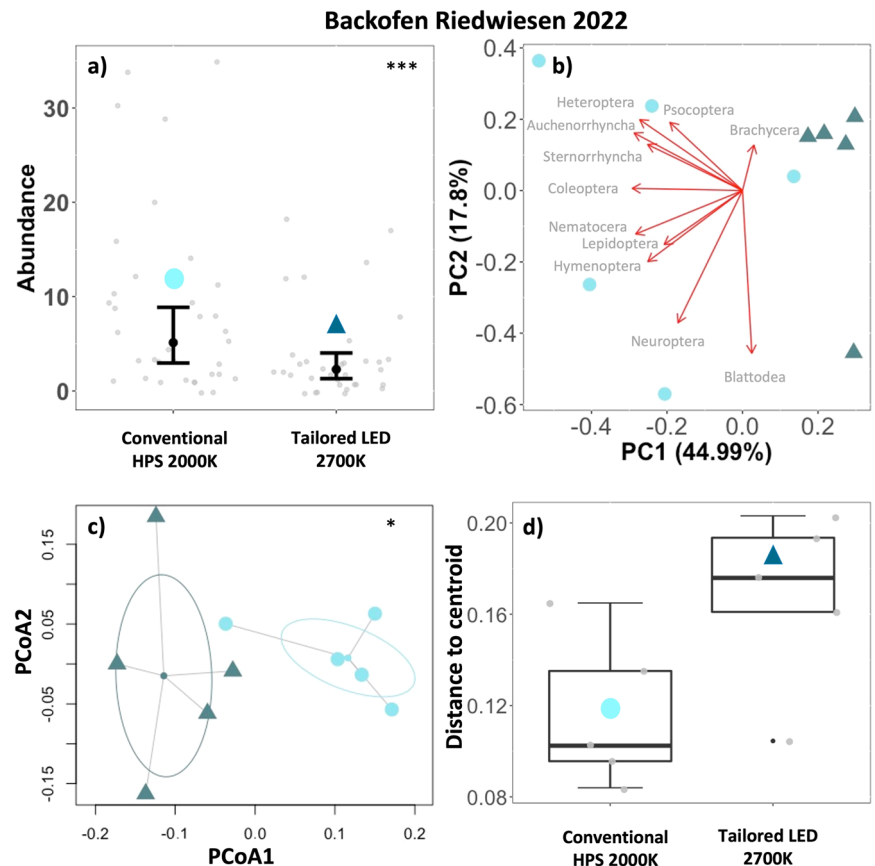 Backofen Riedwiesen 2022
a)
***
Abundance
30
20
10
0
Conventional
HPS 2000K
Tailored LED
2700K
b)
PC2 (17.8%)
0.4
0.2
0.0
-0.2
-0.4
-0.6
Heteroptera
Psocoptera
Auchenorrhyncha
Brachycera
Sternorrhyncha
Coleoptera
Nematocera
Lepidoptera
Hymenoptera
Neuroptera
Blattodea
-0.4
-0.2
0.0
0.2
PC1 (44.99%)
c)
*
PCoA2
0.15
0.05
-0.05
-0.15
-0.2
-0.1
0.0
0.1
0.2
PCoA1
d)
Distance to centroid
0.20
0.16
0.12
0.08
Conventional
HPS 2000K
Tailored LED
2700K